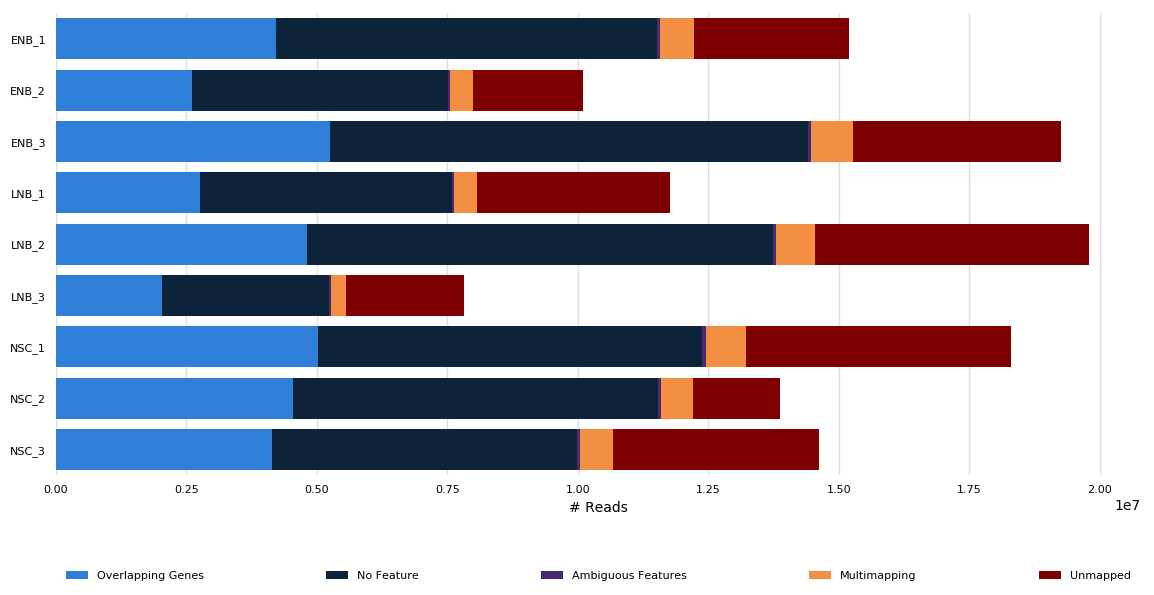 ENB_1
ENB_2
ENB_3
LNB_1
LNB_2
LNB_3
NSC_1
NSC_2
NSC_3
0.00 0.25 0.50 0.75 1.00 1.25 1.50 1.75 2.00
# Reads
1e7
Overlapping Genes No Feature Ambiguous Features Multimapping Unmapped